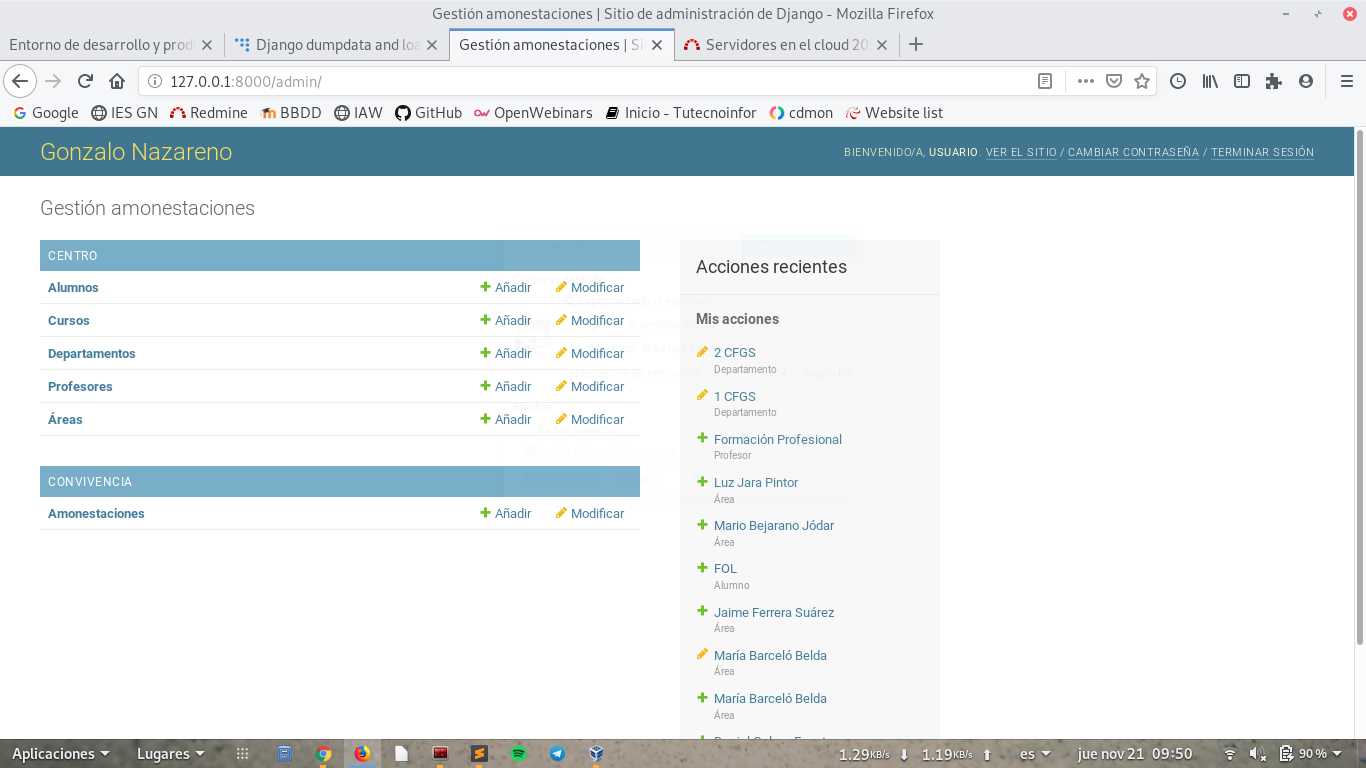 Gestión amonestaciones | Sitio de administración de Django - Mozilla Firefox
Entorno de desarrollo y prod
Django dumpdata and loa
Gestión amonestaciones | Si
Servidores en el cloud 20
127.0.0.1:8000/admin/
Google
IES GN
Redmine
BBDD
IAW
GitHub
OpenWebinars
Inicio - Tutecnoinfor
cdmon
Website list
Gonzalo Nazareno
BIENVENIDO/A, USUARIO. VER EL SITIO / CAMBIAR CONTRASEÑA / TERMINAR SESIÓN
Gestión amonestaciones
CENTRO
Alumnos Añadir Modificar
Cursos Añadir Modificar
Departamentos Añadir Modificar
Profesores Añadir Modificar
Áreas Añadir Modificar
CONVIVENCIA
Amonestaciones Añadir Modificar
Acciones recientes
Mis acciones
2 CFGS
Departamento
1 CFGS
Departamento
Formación Profesional
Profesor
Luz Jara Pintor
Área
Mario Bejarano Jódar
Área
FOL
Alumno
Jaime Ferrera Suárez
Área
María Barceló Belda
Área
María Barceló Belda
Área
Aplicaciones
Lugares
1.29KB/s
1.19KB/s
es
jue nov 21 09:50
90 %